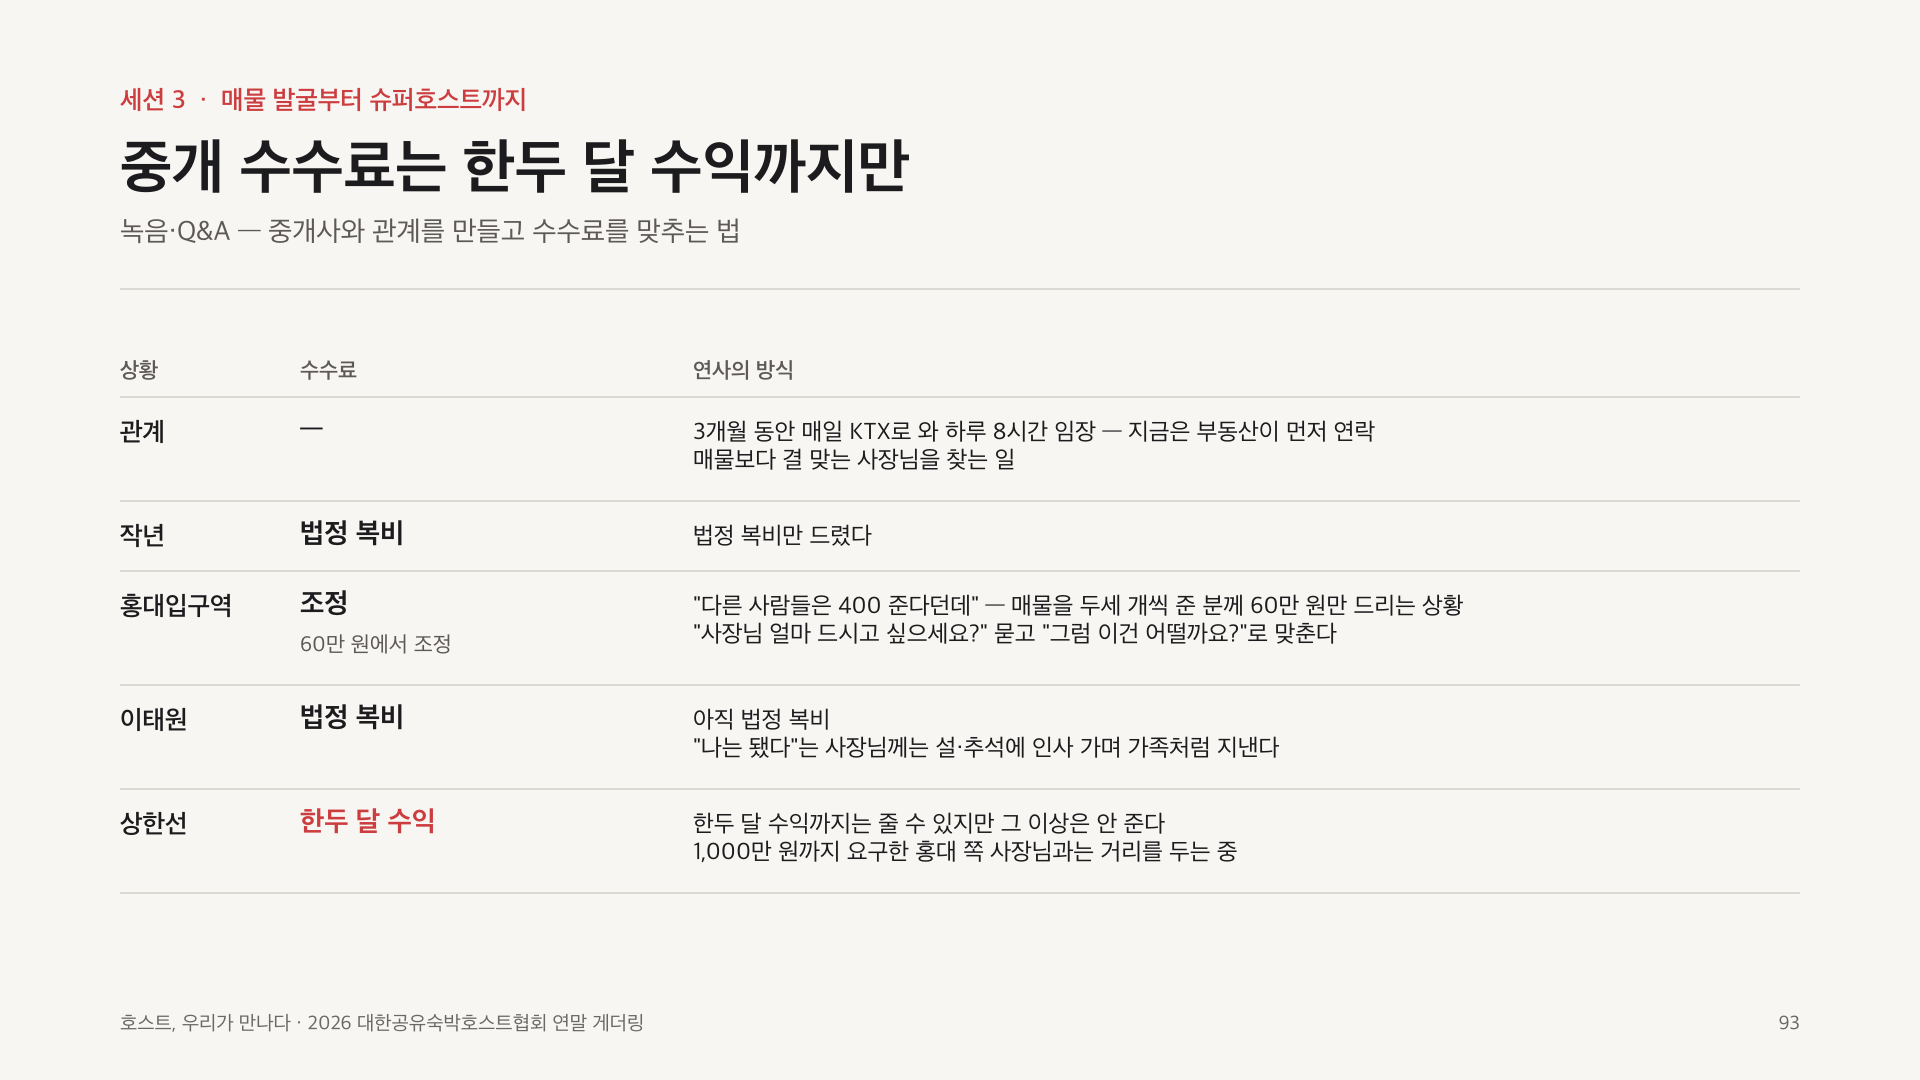 세션 3 · 매물 발굴부터 슈퍼호스트까지
중개 수수료는 한두 달 수익까지만
녹음·Q&A — 중개사와 관계를 만들고 수수료를 맞추는 법
상황 수수료 연사의 방식
관계 — 3개월 동안 매일 KTX로 와 하루 8시간 임장 — 지금은 부동산이 먼저 연락
매물보다 결 맞는 사장님을 찾는 일
작년 법정 복비 법정 복비만 드렸다
홍대입구역 조정 "다른 사람들은 400 준다던데" — 매물을 두세 개씩 준 분께 60만 원만 드리는 상황
60만 원에서 조정 "사장님 얼마 드시고 싶으세요?" 묻고 "그럼 이건 어떨까요?"로 맞춘다
이태원 법정 복비 아직 법정 복비
"나는 됐다"는 사장님께는 설·추석에 인사 가며 가족처럼 지낸다
상한선 한두 달 수익 한두 달 수익까지는 줄 수 있지만 그 이상은 안 준다
1,000만 원까지 요구한 홍대 쪽 사장님과는 거리를 두는 중
호스트, 우리가 만나다 · 2026 대한공유숙박호스트협회 연말 게더링 93